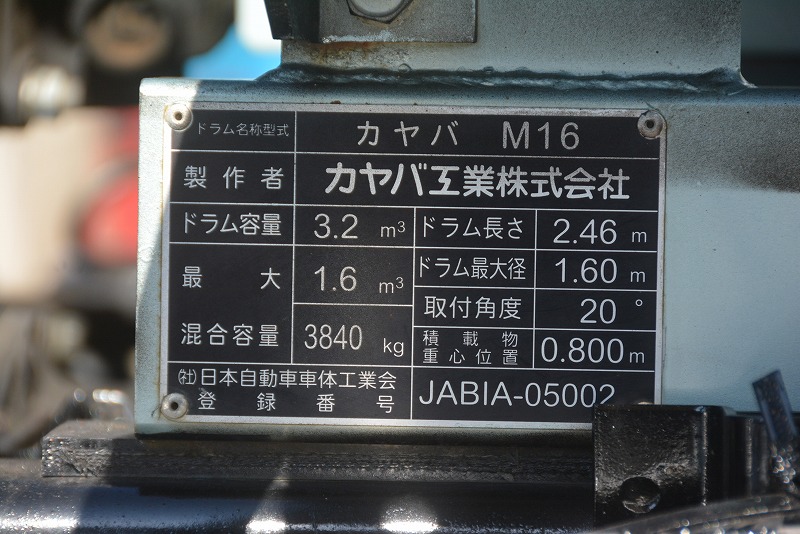 ドラム名称型式 カヤバ M16
製作者 カヤバ工業株式会社
ドラム容量 3.2 m³ ドラム長さ 2.46 m
最大 1.6 m³ ドラム最大径 1.60 m
混合容量 3840 kg 取付角度 20 °
積載物重心位置 0.800 m
㈳日本自動車車体工業会
登録番号 JABIA-05002